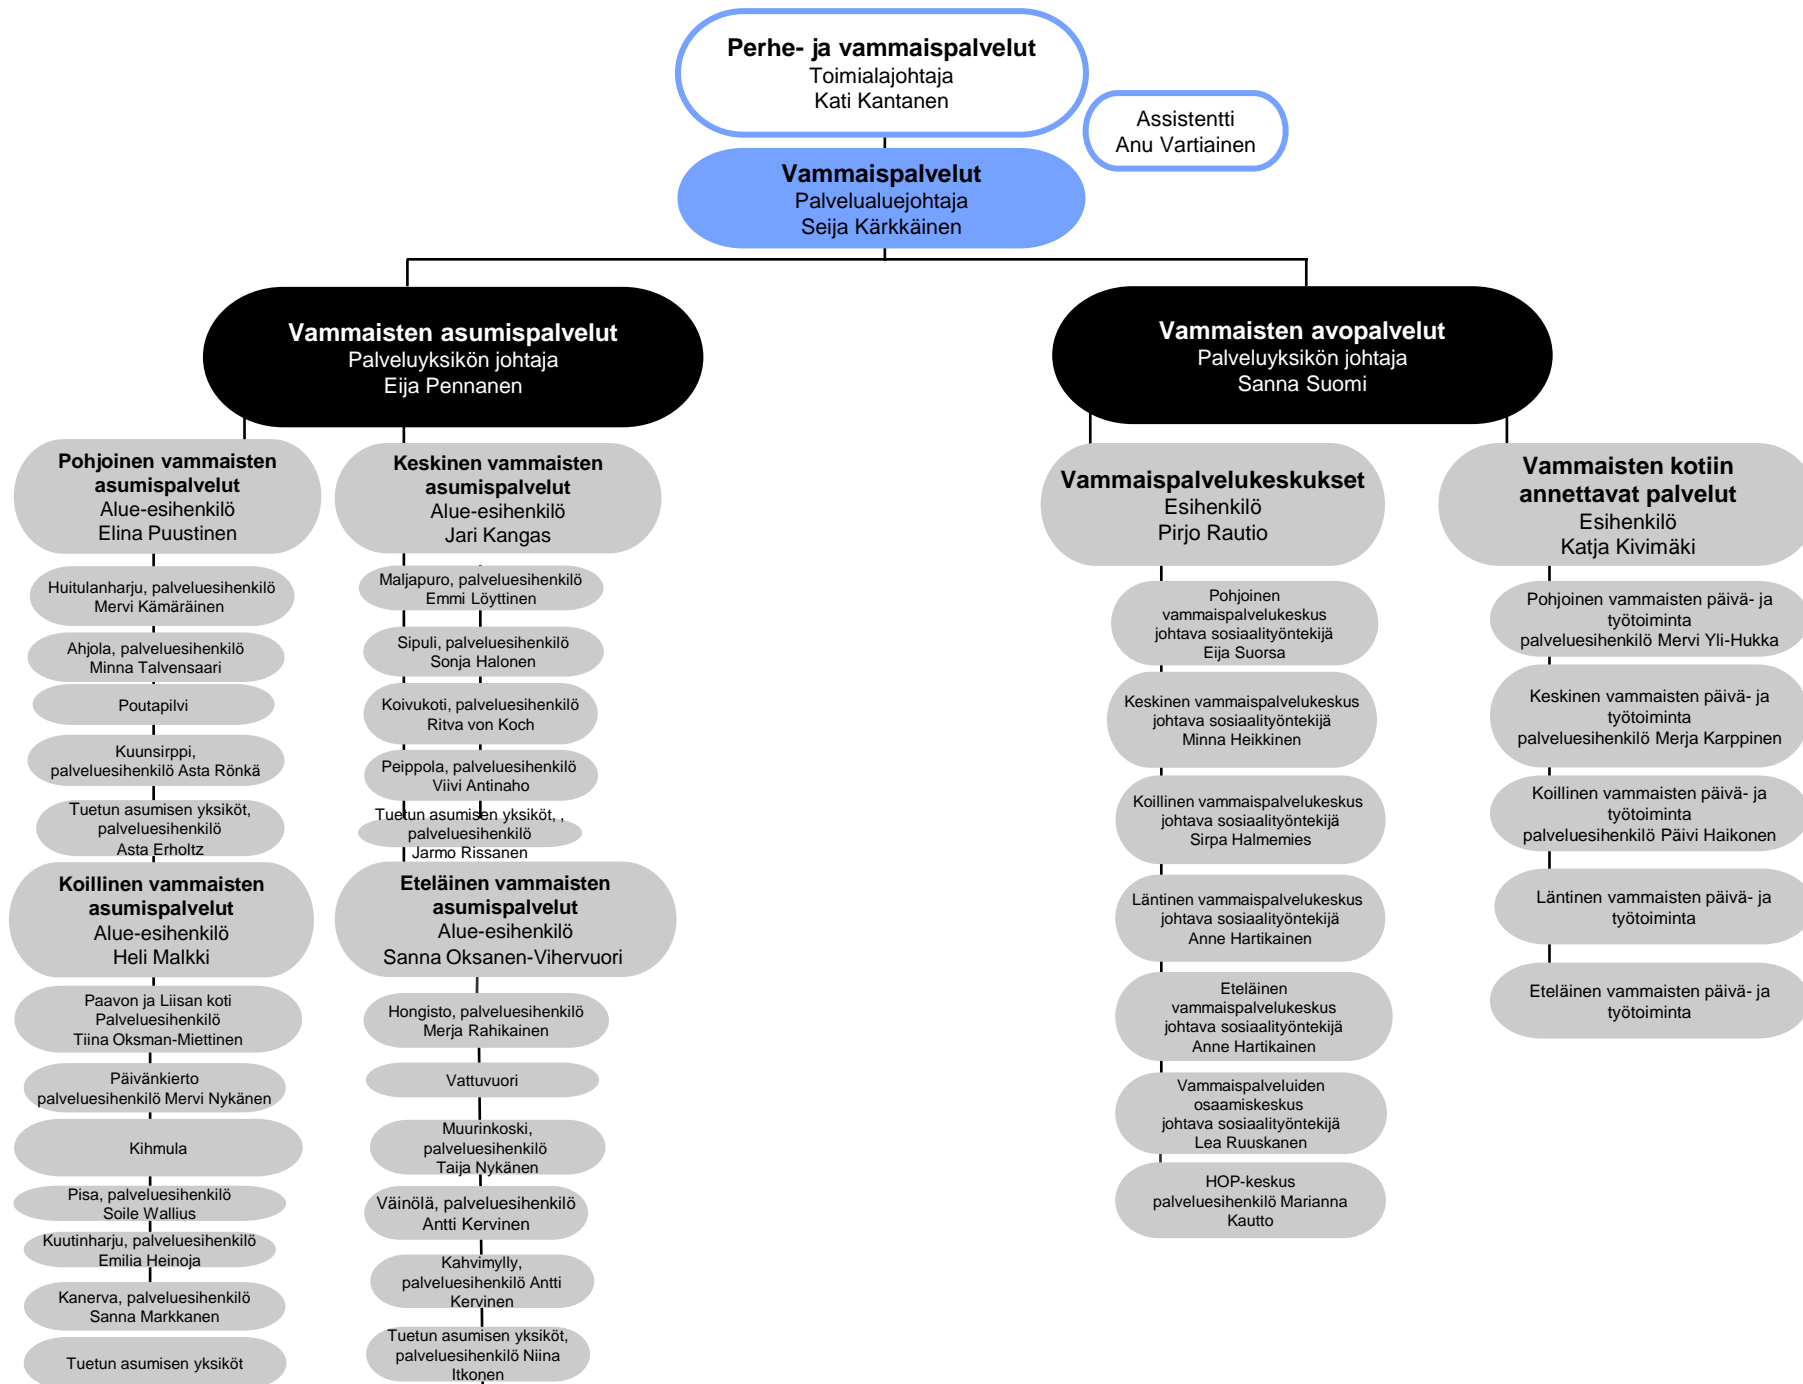 Perhe- ja vammaispalvelut
Toimialajohtaja
Kati Kantanen
Assistentti
Anu Vartiainen
Vammaispalvelut
Palvelualuejohtaja
Seija Kärkkäinen
Vammaisten asumispalvelut
Palveluyksikön johtaja
Eija Pennanen
Vammaisten avopalvelut
Palveluyksikön johtaja
Sanna Suomi
Pohjoinen vammaisten
asumispalvelut
Alue-esihenkilö
Elina Puustinen
Huitulanharju, palveluesihenkilö
Mervi Kämäräinen
Ahjola, palveluesihenkilö
Minna Talvensaari
Poutapilvi
Kuunsirppi,
palveluesihenkilö Asta Rönkä
Tuetun asumisen yksiköt,
palveluesihenkilö
Asta Erholtz
Koillinen vammaisten
asumispalvelut
Alue-esihenkilö
Heli Malkki
Paavon ja Liisan koti
Palveluesihenkilö
Tiina Oksman-Miettinen
Päivänkierto
palveluesihenkilö Mervi Nykänen
Kihmula
Pisa, palveluesihenkilö
Soile Wallius
Kuutinharju, palveluesihenkilö
Emilia Heinoja
Kanerva, palveluesihenkilö
Sanna Markkanen
Tuetun asumisen yksiköt
Keskinen vammaisten
asumispalvelut
Alue-esihenkilö
Jari Kangas
Maljapuro, palveluesihenkilö
Emmi Löyttinen
Sipuli, palveluesihenkilö
Sonja Halonen
Koivukoti, palveluesihenkilö
Ritva von Koch
Peippola, palveluesihenkilö
Viivi Antinaho
Tuetun asumisen yksiköt, ,
palveluesihenkilö
Jarmo Rissanen
Eteläinen vammaisten
asumispalvelut
Alue-esihenkilö
Sanna Oksanen-Vihervuori
Hongisto, palveluesihenkilö
Merja Rahikainen
Vattuvuori
Muurinkoski,
palveluesihenkilö
Taija Nykänen
Väinölä, palveluesihenkilö
Antti Kervinen
Kahvimylly,
palveluesihenkilö Antti
Kervinen
Tuetun asumisen yksiköt,
palveluesihenkilö Niina
Itkonen
Vammaispalvelukeskukset
Esihenkilö
Pirjo Rautio
Pohjoinen
vammaispalvelukeskus
johtava sosiaalityöntekijä
Eija Suorsa
Keskinen vammaispalvelukeskus
johtava sosiaalityöntekijä
Minna Heikkinen
Koillinen vammaispalvelukeskus
johtava sosiaalityöntekijä
Sirpa Halmemies
Läntinen vammaispalvelukeskus
johtava sosiaalityöntekijä
Anne Hartikainen
Eteläinen
vammaispalvelukeskus
johtava sosiaalityöntekijä
Anne Hartikainen
Vammaispalveluiden
osaamiskeskus
johtava sosiaalityöntekijä
Lea Ruuskanen
HOP-keskus
palveluesihenkilö Marianna
Kautto
Vammaisten kotiin
annettavat palvelut
Esihenkilö
Katja Kivimäki
Pohjoinen vammaisten päivä- ja
työtoiminta
palveluesihenkilö Mervi Yli-Hukka
Keskinen vammaisten päivä- ja
työtoiminta
palveluesihenkilö Merja Karppinen
Koillinen vammaisten päivä- ja
työtoiminta
palveluesihenkilö Päivi Haikonen
Läntinen vammaisten päivä- ja
työtoiminta
Eteläinen vammaisten päivä- ja
työtoiminta